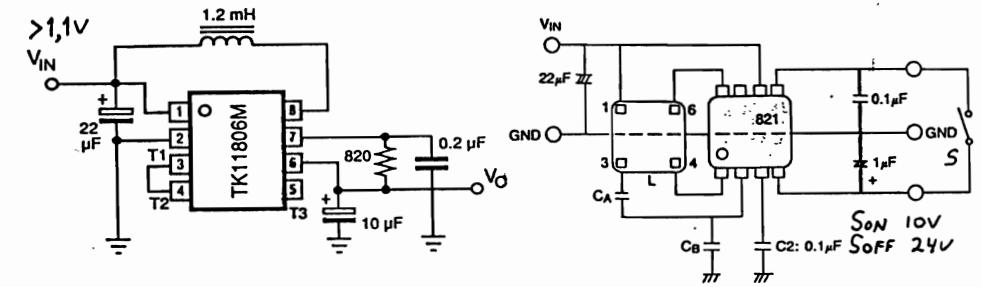 >1,1V
1.2 mH
VIN
+
22
µF
1
2
3
4
T1
T2
TK11806M
8
7
6
5
T3
820
0.2 µF
+
10 µF
VO
VIN
22µF
GND
1
6
3
4
L
CA
CB
821
C2: 0.1µF
0.1µF
GND
1µF
+
S
SON 10V
SOFF 24V